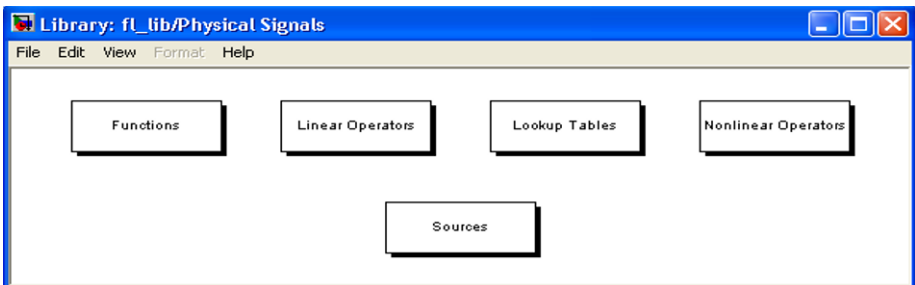 Library: fl_lib/Physical Signals
File Edit View Format Help
Functions Linear Operators Lookup Tables Nonlinear Operators
Sources